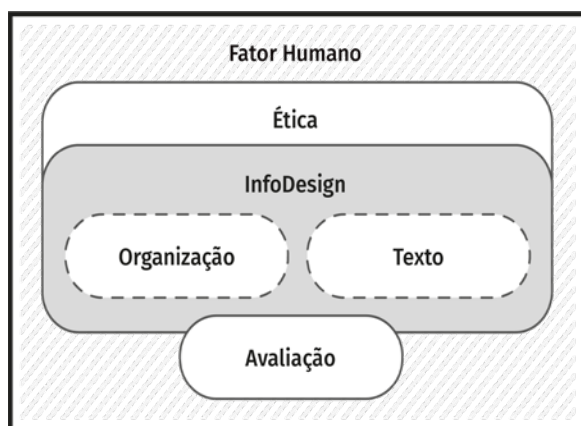 Fator Humano
Ética
InfoDesign
Organização
Texto
Avaliação